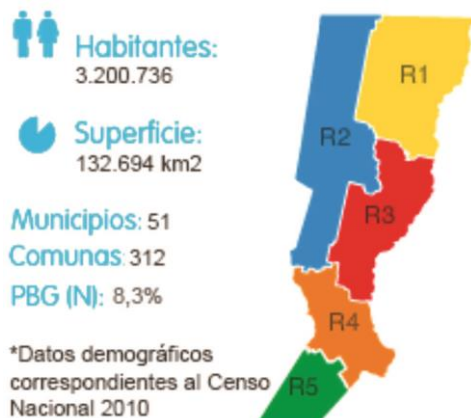 Habitantes:
3.200.736
Superficie:
132.694 km2
Municipios: 51
Comunas: 312
PBG (N): 8,3%
*Datos demográficos
correspondientes al Censo
Nacional 2010
R1
R2
R3
R4
R5